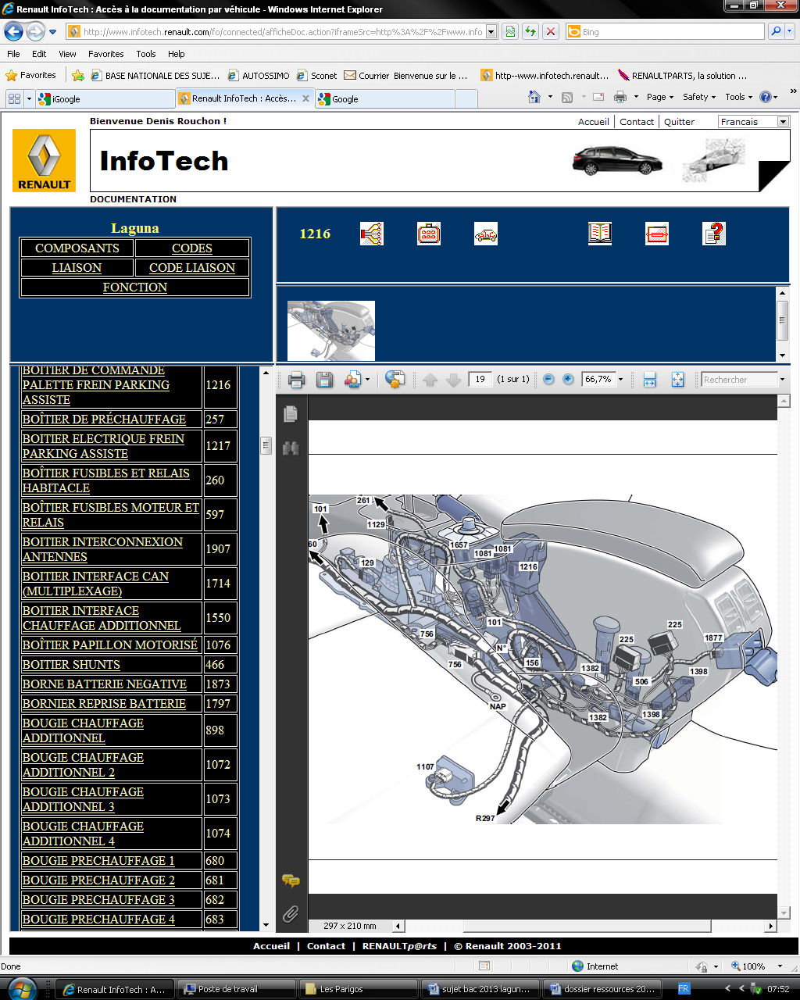 Renault InfoTech : Accès à la documentation par véhicule - Windows Internet Explorer
http://www.infotech.renault.com/fo/connected/afficheDoc.action?iframeSrc=http%3A%2F%2Fwww.info
Bing
File Edit View Favorites Tools Help
Favorites BASE NATIONALE DES SUJE... AUTOSSIMO Sconet Courrier Bienvenue sur le ... http--www.infotech.renault... RENAULTPARTS, la solution ...
iGoogle Renault InfoTech : Accès... Google
Page Safety Tools
Bienvenue Denis Rouchon !
Accueil Contact Quitter Francais
RENAULT
InfoTech
DOCUMENTATION
Laguna
COMPOSANTS CODES
LIAISON CODE LIAISON
FONCTION
1216
BOITIER DE COMMANDE
PALETTE FREIN PARKING
ASSISTE
1216
BOÎTIER DE PRÉCHAUFFAGE 257
BOITIER ELECTRIQUE FREIN
PARKING ASSISTE
1217
BOÎTIER FUSIBLES ET RELAIS
HABITACLE
260
BOÎTIER FUSIBLES MOTEUR ET
RELAIS
597
BOITIER INTERCONNEXION
ANTENNES
1907
BOITIER INTERFACE CAN
(MULTIPLEXAGE)
1714
BOITIER INTERFACE
CHAUFFAGE ADDITIONNEL
1550
BOÎTIER PAPILLON MOTORISÉ 1076
BOITIER SHUNTS 466
BORNE BATTERIE NEGATIVE 1873
BORNIER REPRISE BATTERIE 1797
BOUGIE CHAUFFAGE
ADDITIONNEL
898
BOUGIE CHAUFFAGE
ADDITIONNEL 2
1072
BOUGIE CHAUFFAGE
ADDITIONNEL 3
1073
BOUGIE CHAUFFAGE
ADDITIONNEL 4
1074
BOUGIE PRECHAUFFAGE 1 680
BOUGIE PRECHAUFFAGE 2 681
BOUGIE PRECHAUFFAGE 3 682
BOUGIE PRECHAUFFAGE 4 683
19 (1 sur 1) 66,7% Rechercher
261
101
1129
60
1657
1081
1081
129
1216
101
756
N°
225
225
1877
756
156
1382
1398
506
NAP
1382
1398
1107
R297
297 x 210 mm
Accueil | Contact | RENAULTp@rts | © Renault 2003-2011
Done Internet 100%
Renault InfoTech : A... Poste de travail Les Parigos sujet bac 2013 lagun... dossier ressources 20... FR 07:52